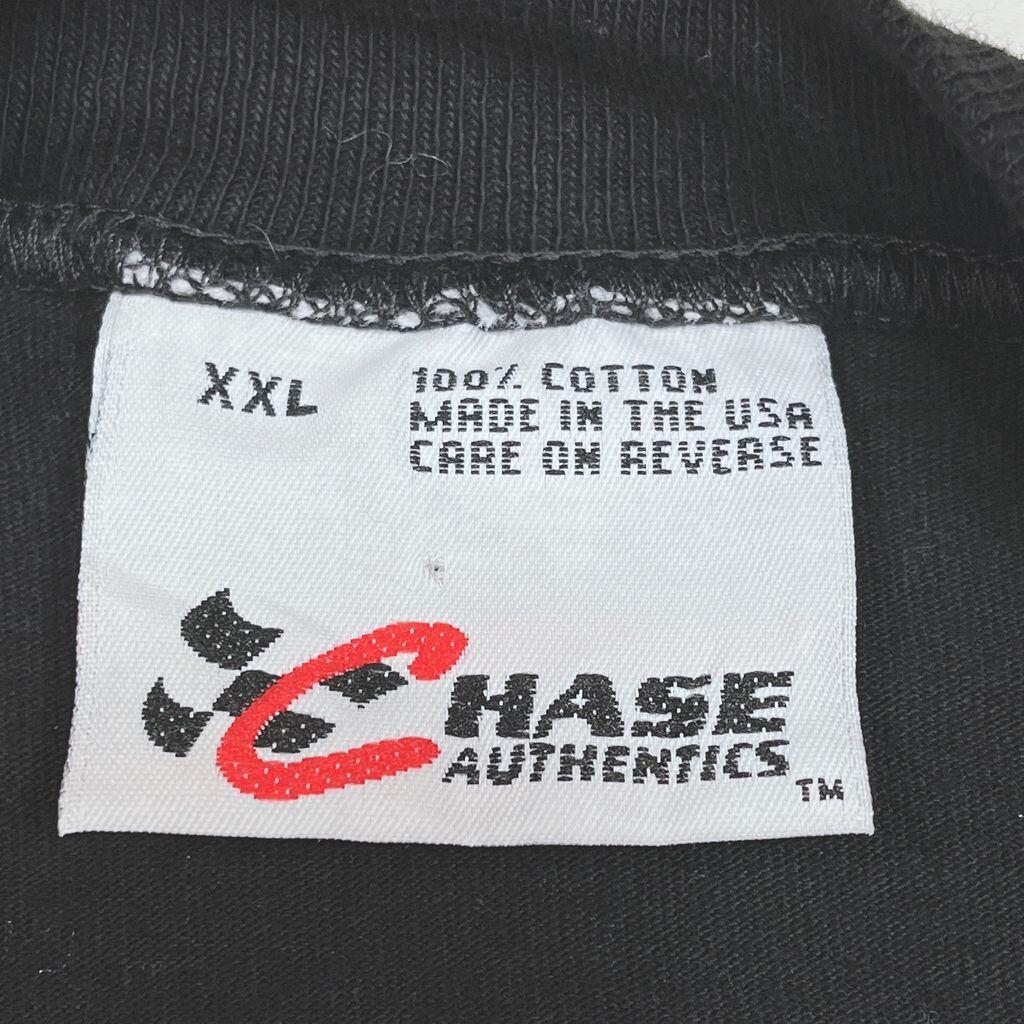 XXL
100% COTTON
MADE IN THE USA
CARE ON REVERSE
CHASE
AUTHENTICS
TM